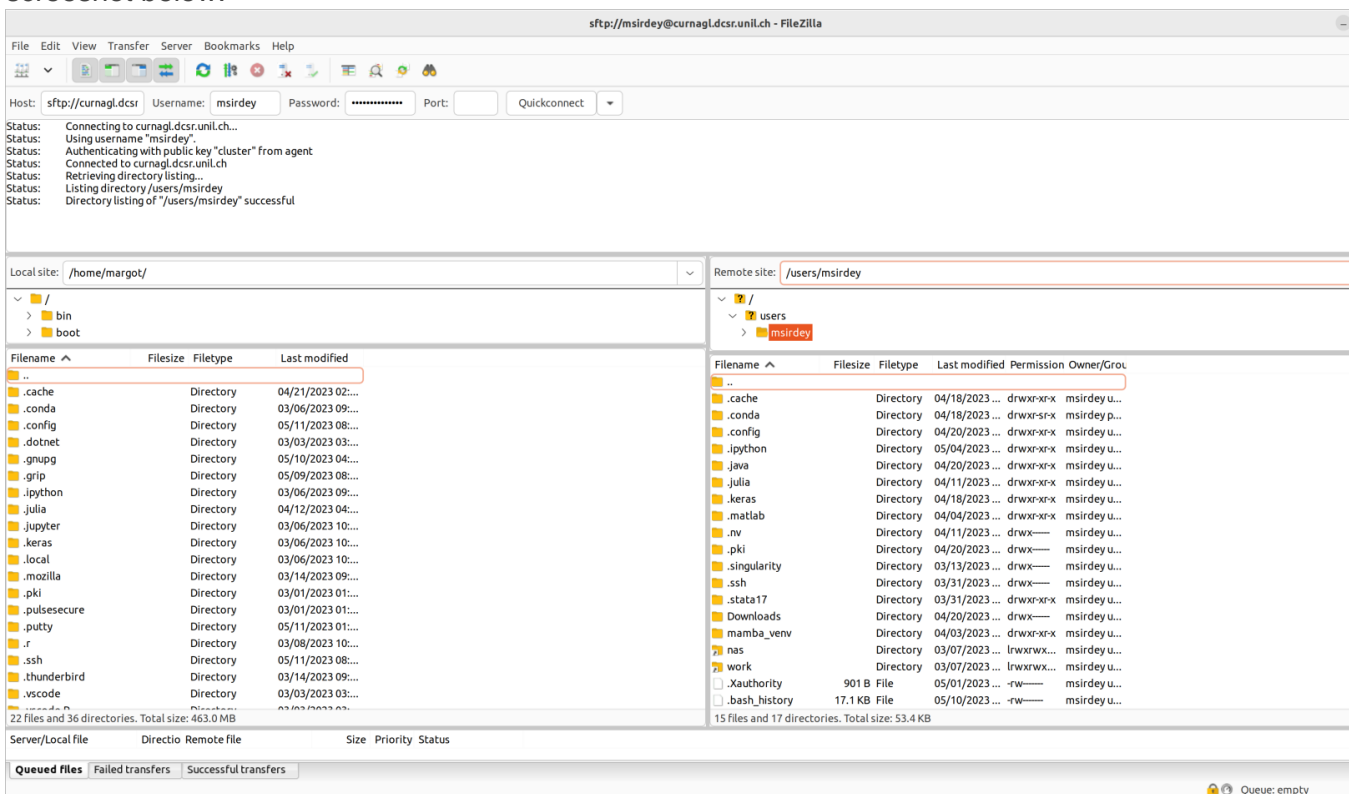 sftp://msirdey@curnagl.dcsr.unil.ch - FileZilla
File Edit View Transfer Server Bookmarks Help
Host: sftp://curnagl.dcsr Username: msirdey Password: •••••••••••••• Port: Quickconnect
Status: Connecting to curnagl.dcsr.unil.ch...
Status: Using username "msirdey".
Status: Authenticating with public key "cluster" from agent
Status: Connected to curnagl.dcsr.unil.ch
Status: Retrieving directory listing...
Status: Listing directory /users/msirdey
Status: Directory listing of "/users/msirdey" successful
Local site: /home/margot/
/
bin
boot
Filename Filesize Filetype Last modified
..
.cache Directory 04/21/2023 02:...
.conda Directory 03/06/2023 09:...
.config Directory 05/11/2023 08:...
.dotnet Directory 03/03/2023 03:...
.gnupg Directory 05/10/2023 04:...
.grip Directory 05/09/2023 08:...
.ipython Directory 03/06/2023 09:...
.julia Directory 04/12/2023 04:...
.jupyter Directory 03/06/2023 10:...
.keras Directory 03/06/2023 10:...
.local Directory 03/06/2023 10:...
.mozilla Directory 03/14/2023 09:...
.pki Directory 03/01/2023 01:...
.pulsesecure Directory 03/01/2023 01:...
.putty Directory 05/11/2023 01:...
.r Directory 03/08/2023 10:...
.ssh Directory 05/11/2023 08:...
.thunderbird Directory 03/14/2023 09:...
.vscode Directory 03/03/2023 03:...
22 files and 36 directories. Total size: 463.0 MB
Remote site: /users/msirdey
/
users
msirdey
Filename Filesize Filetype Last modified Permission Owner/Grou
..
.cache Directory 04/18/2023 ... drwxr-xr-x msirdey u...
.conda Directory 04/18/2023 ... drwxr-sr-x msirdey p...
.config Directory 04/20/2023 ... drwxr-xr-x msirdey u...
.ipython Directory 05/04/2023 ... drwxr-xr-x msirdey u...
.java Directory 04/20/2023 ... drwxr-xr-x msirdey u...
.julia Directory 04/11/2023 ... drwxr-xr-x msirdey u...
.keras Directory 04/18/2023 ... drwxr-xr-x msirdey u...
.matlab Directory 04/04/2023 ... drwxr-xr-x msirdey u...
.nv Directory 04/11/2023 ... drwx------ msirdey u...
.pki Directory 04/20/2023 ... drwx------ msirdey u...
.singularity Directory 03/13/2023 ... drwx------ msirdey u...
.ssh Directory 03/31/2023 ... drwx------ msirdey u...
.stata17 Directory 03/31/2023 ... drwxr-xr-x msirdey u...
Downloads Directory 04/20/2023 ... drwx------ msirdey u...
mamba_venv Directory 04/03/2023 ... drwxr-xr-x msirdey u...
nas Directory 03/07/2023 ... lrwxrwx... msirdey u...
work Directory 03/07/2023 ... lrwxrwx... msirdey u...
.Xauthority 901 B File 05/01/2023 ... -rw------- msirdey u...
.bash_history 17.1 KB File 05/10/2023 ... -rw------- msirdey u...
15 files and 17 directories. Total size: 53.4 KB
Server/Local file Directio Remote file Size Priority Status
Queued files Failed transfers Successful transfers
Queue: empty